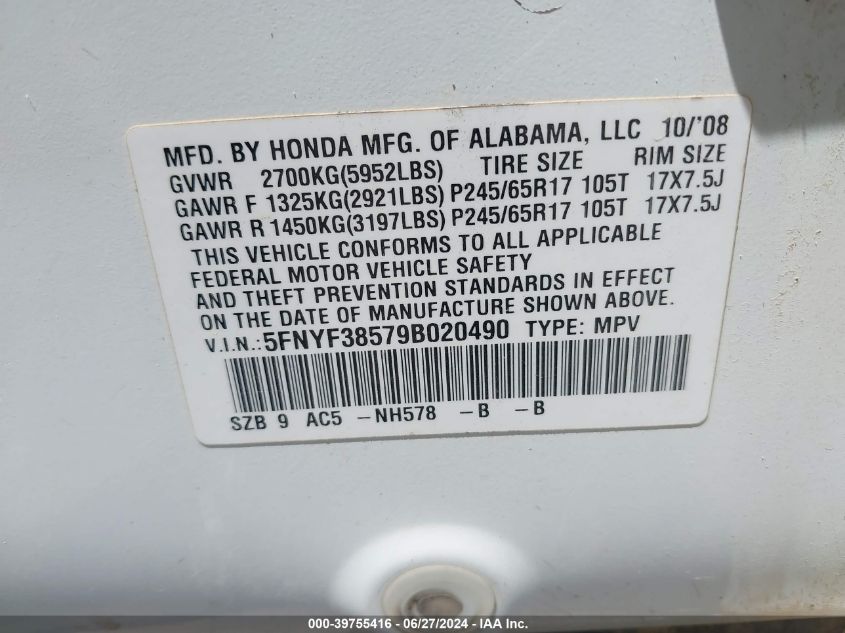 MFD. BY HONDA MFG. OF ALABAMA, LLC 10/'08
GVWR 2700KG(5952LBS) TIRE SIZE RIM SIZE
GAWR F 1325KG(2921LBS) P245/65R17 105T 17X7.5J
GAWR R 1450KG(3197LBS) P245/65R17 105T 17X7.5J
THIS VEHICLE CONFORMS TO ALL APPLICABLE
FEDERAL MOTOR VEHICLE SAFETY
AND THEFT PREVENTION STANDARDS IN EFFECT
ON THE DATE OF MANUFACTURE SHOWN ABOVE.
V.I.N.:5FNYF38579B020490 TYPE: MPV
SZB 9 AC5 -NH578 -B -B
000-39755416 - 06/27/2024 - IAA Inc.